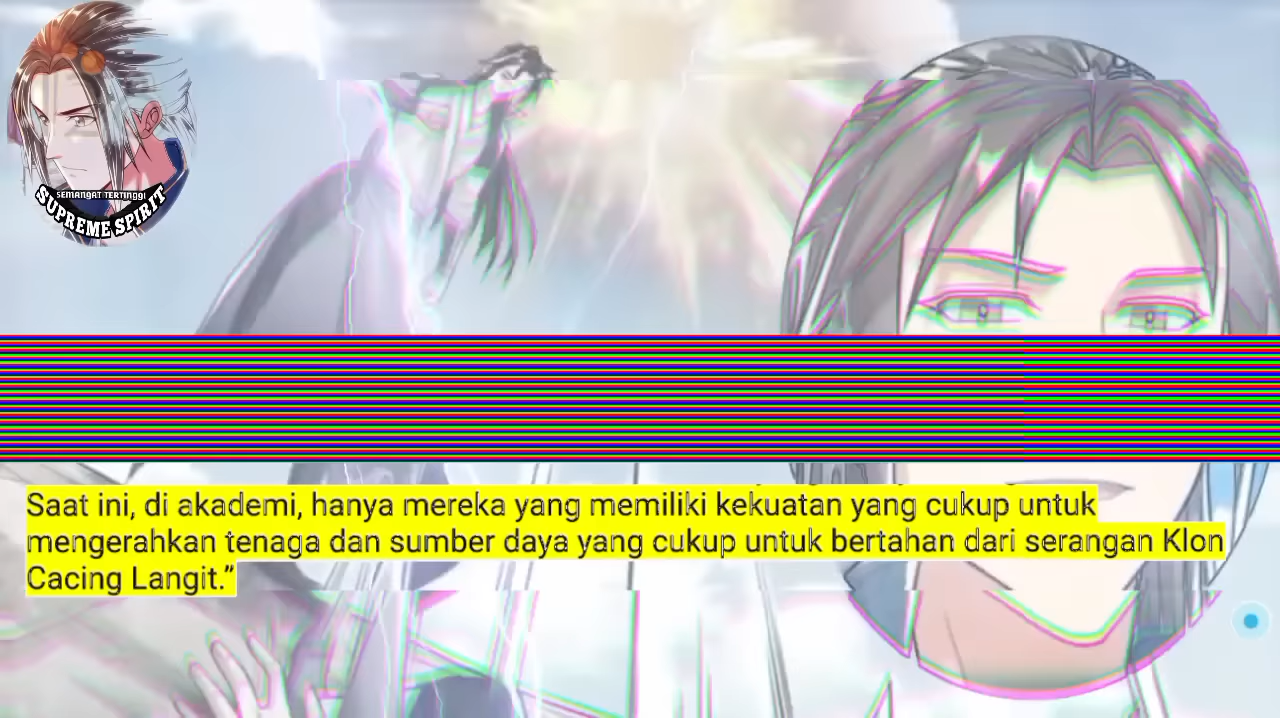 SEMANGAT TERTINGGI
SUPREME SPIRIT
Saat ini, di akademi, hanya mereka yang memiliki kekuatan yang cukup untuk
mengerahkan tenaga dan sumber daya yang cukup untuk bertahan dari serangan Klon
Cacing Langit.”